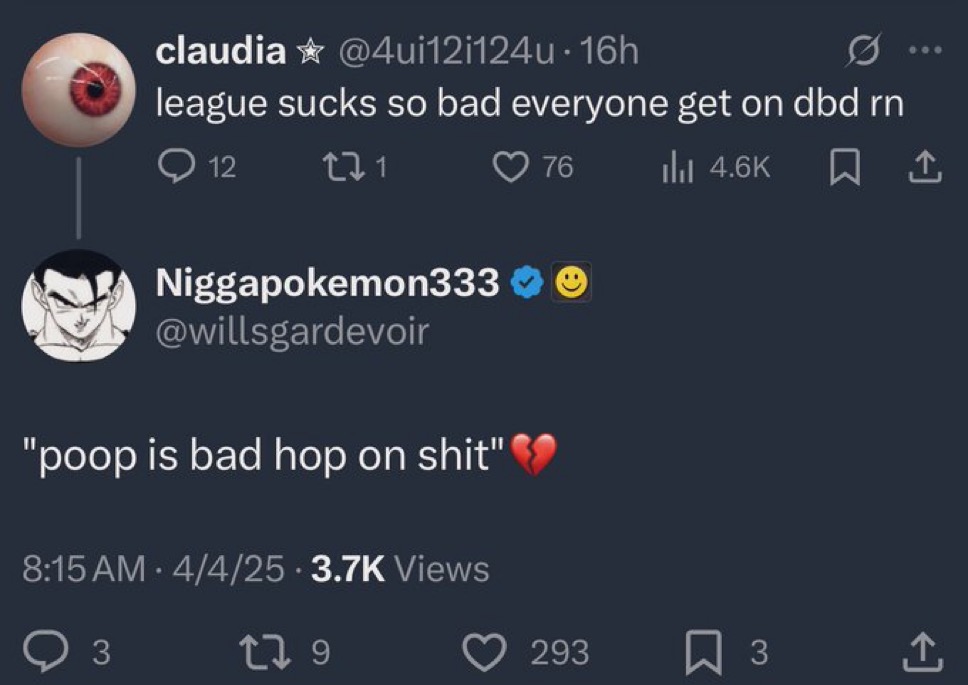 claudia ☆ @4ui12i124u · 16h
league sucks so bad everyone get on dbd rn
12 1 76 4.6K
Niggapokemon333
@willsgardevoir
"poop is bad hop on shit"💔
8:15 AM · 4/4/25 · 3.7K Views
3 9 293 3